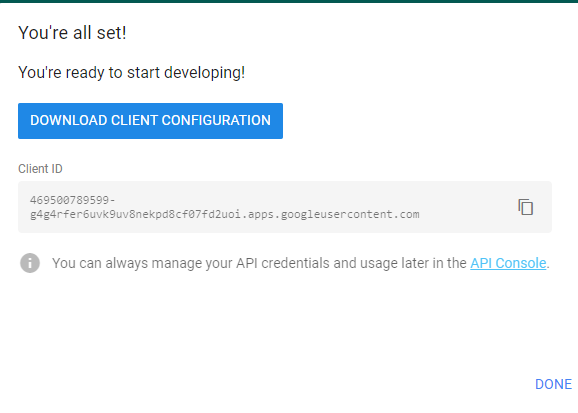 You're all set!
You're ready to start developing!
DOWNLOAD CLIENT CONFIGURATION
Client ID
469500789599-
g4g4rfer6uvk9uv8nekpd8cf07fd2uoi.apps.googleusercontent.com
You can always manage your API credentials and usage later in the API Console.
DONE